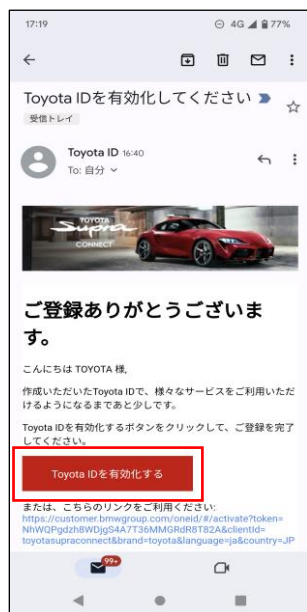 17:19
4G 77%
Toyota IDを有効化してください
受信トレイ
Toyota ID 16:40
To: 自分
TOYOTA
Supra
CONNECT
ご登録ありがとうございま
す。
こんにちは TOYOTA 様,
作成いただいたToyota IDで、様々なサービスをご利用いただ
けるようになるまであと少しです。
Toyota IDを有効化するボタンをクリックして、ご登録を完了
してください。
Toyota IDを有効化する
または、こちらのリンクをご利用ください:
https://customer.bmwgroup.com/oneid/#/activate?token=
NhWQPgdzh8WDjgS4A7T36MMGRdR8T82A&clientId=
toyotasupraconnect&brand=toyota&language=ja&country=JP
99+